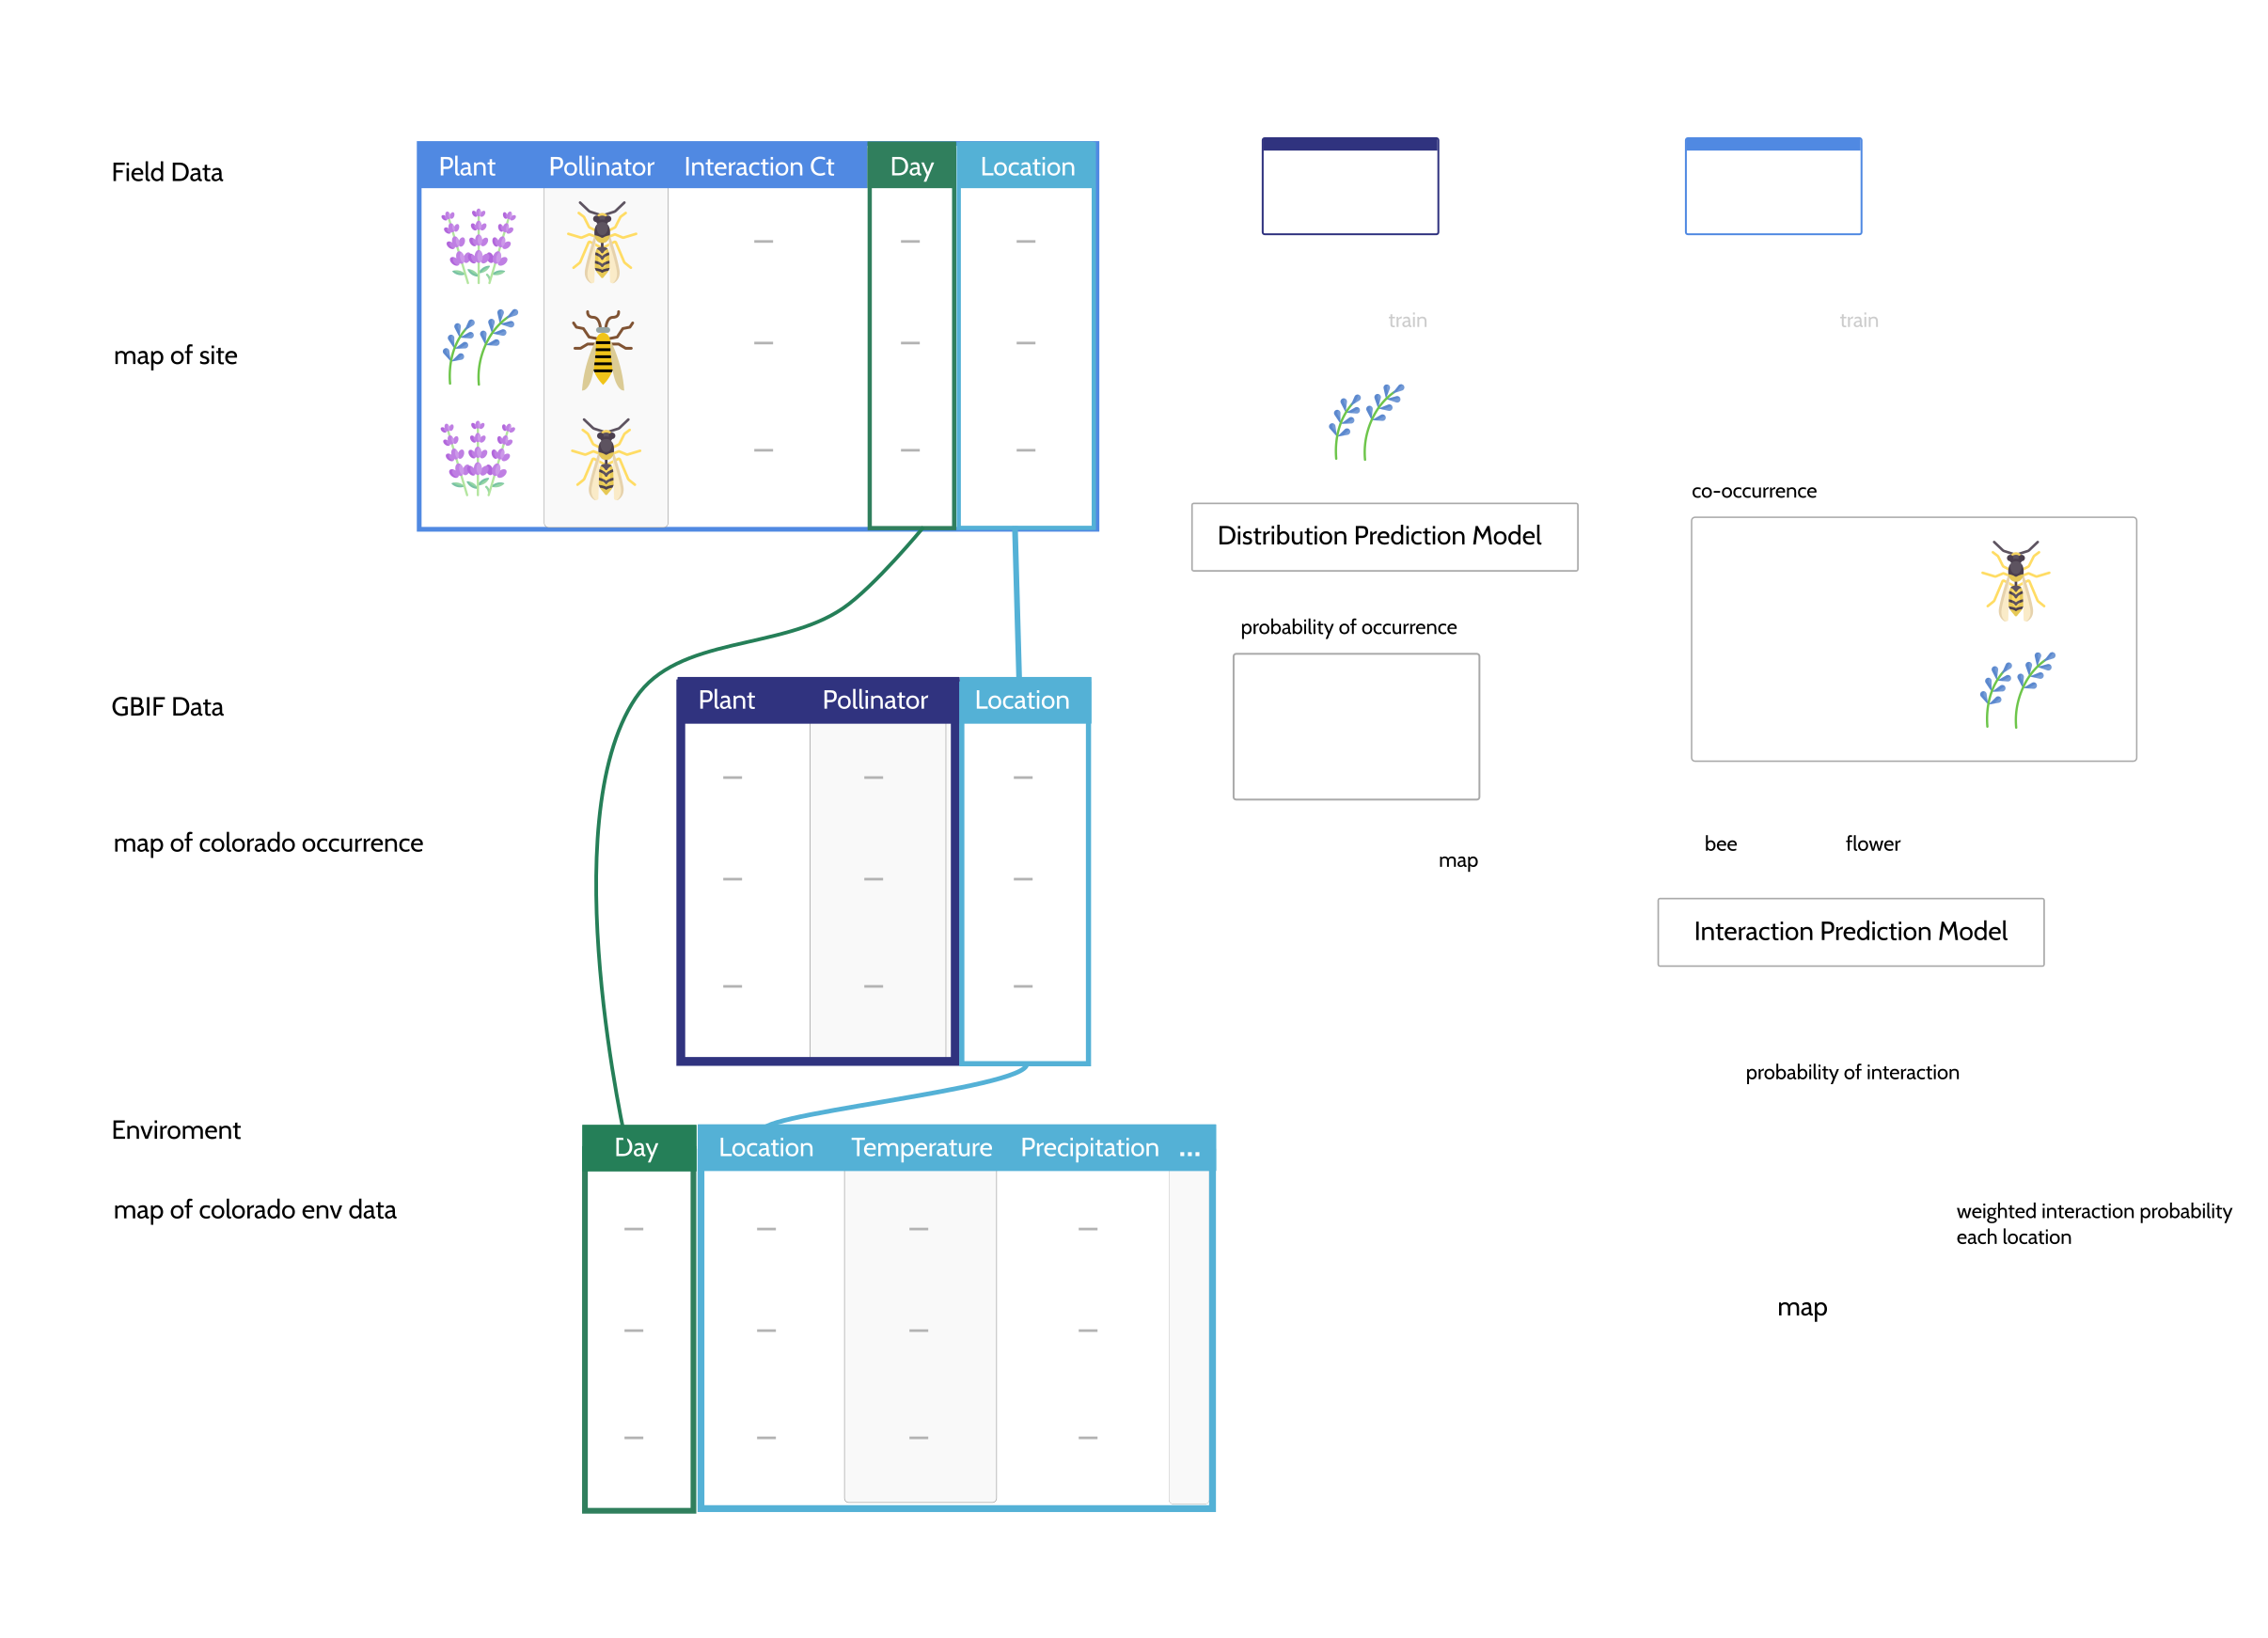 Field Data
map of site
Plant Pollinator Interaction Ct Day Location
GBIF Data
map of colorado occurrence
Plant Pollinator Location
Enviroment
map of colorado env data
Day Location Temperature Precipitation ...
train
Distribution Prediction Model
probability of occurrence
map
train
co-occurrence
bee flower
Interaction Prediction Model
probability of interaction
weighted interaction probability
each location
map